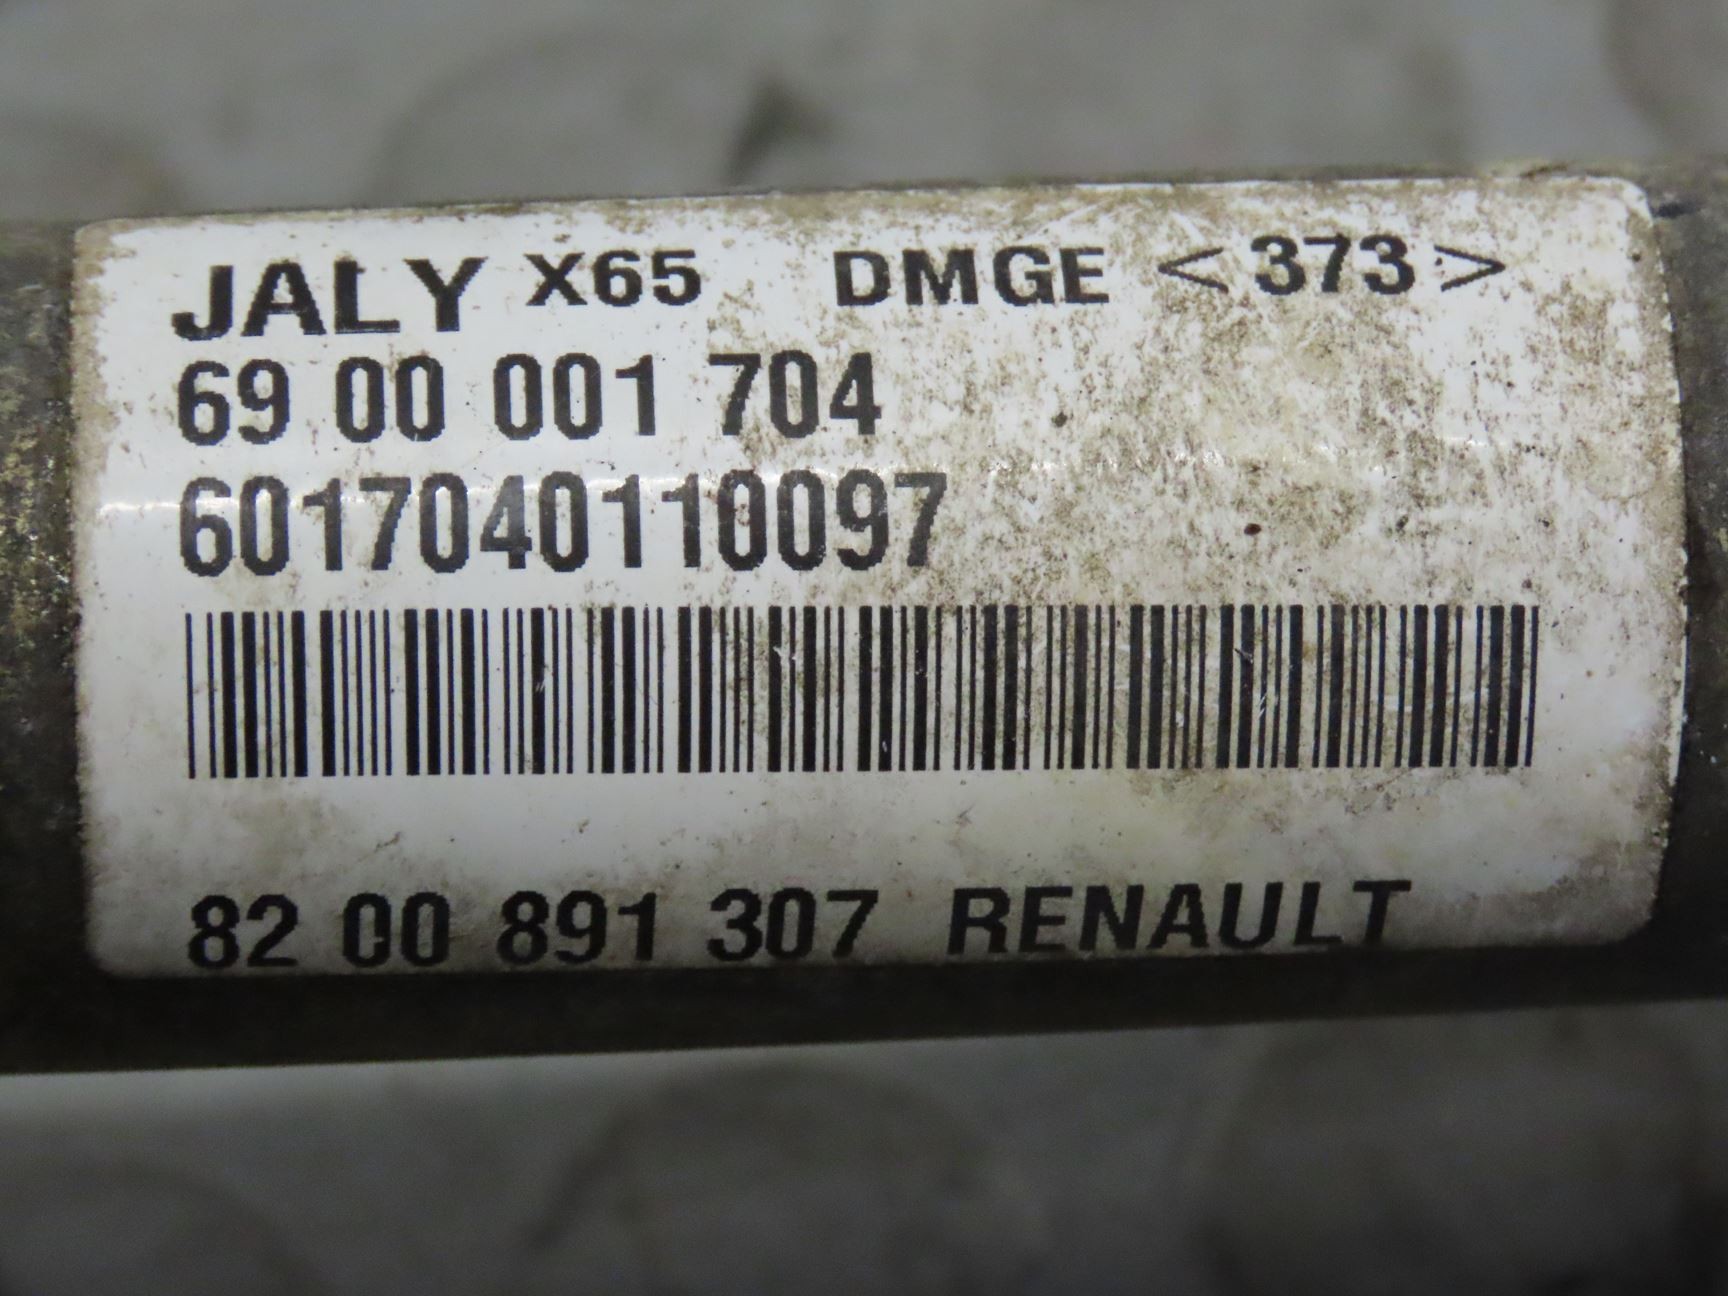 JALY X65 DMGE <373>
69 00 001 704
6017040110097
82 00 891 307 RENAULT